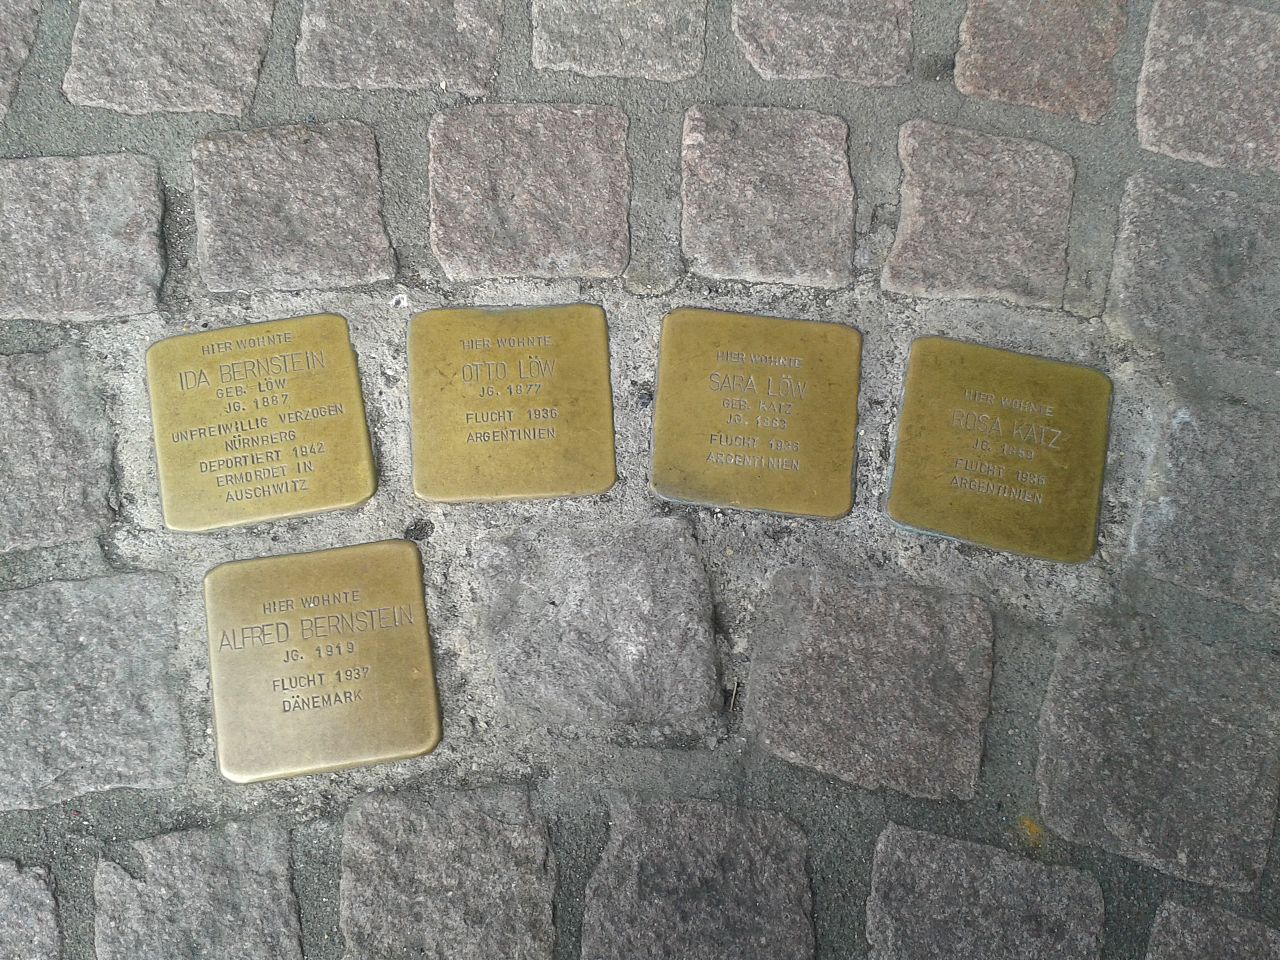 HIER WOHNTE
IDA BERNSTEIN
GEB. LÖW
JG. 1887
UNFREIWILLIG VERZOGEN
NÜRNBERG
DEPORTIERT 1942
ERMORDET IN
AUSCHWITZ
HIER WOHNTE
OTTO LÖW
JG. 1877
FLUCHT 1936
ARGENTINIEN
HIER WOHNTE
SARA LÖW
GEB. KATZ
JG. 1883
FLUCHT 1936
ARGENTINIEN
HIER WOHNTE
ROSA KATZ
JG. 1859
FLUCHT 1936
ARGENTINIEN
HIER WOHNTE
ALFRED BERNSTEIN
JG. 1919
FLUCHT 1937
DÄNEMARK